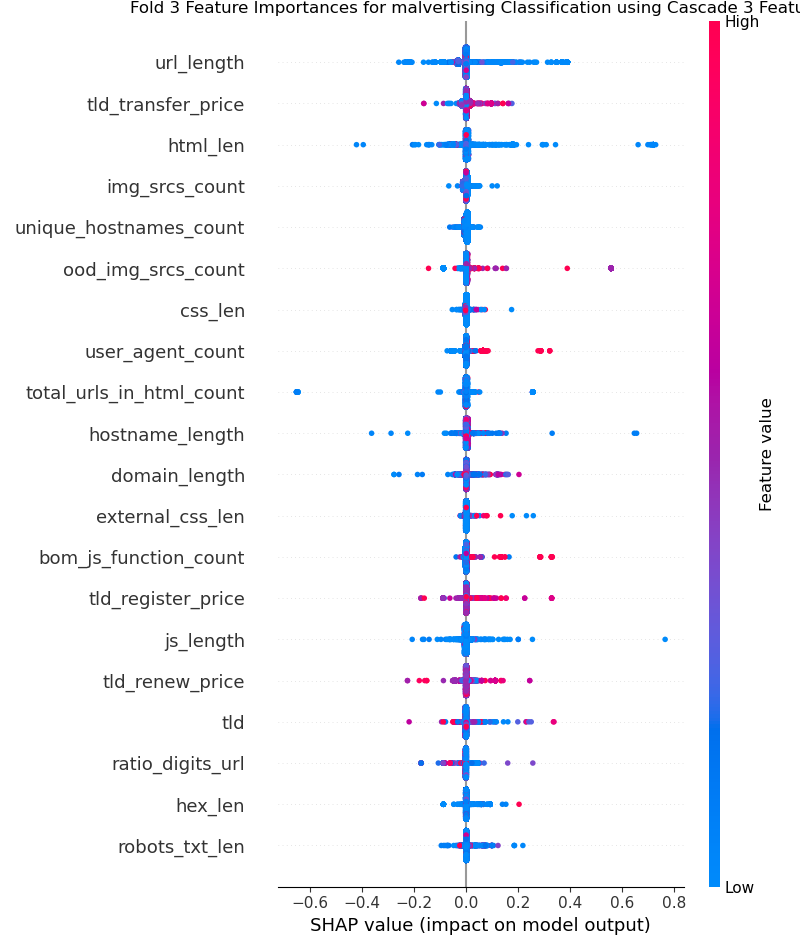 Fold 3 Feature Importances for malvertising Classification using Cascade 3 Featu
High
url_length
tld_transfer_price
html_len
img_srcs_count
unique_hostnames_count
ood_img_srcs_count
css_len
user_agent_count
total_urls_in_html_count
hostname_length
domain_length
external_css_len
bom_js_function_count
tld_register_price
js_length
tld_renew_price
tld
ratio_digits_url
hex_len
robots_txt_len
Feature value
Low
−0.6 −0.4 −0.2 0.0 0.2 0.4 0.6 0.8
SHAP value (impact on model output)